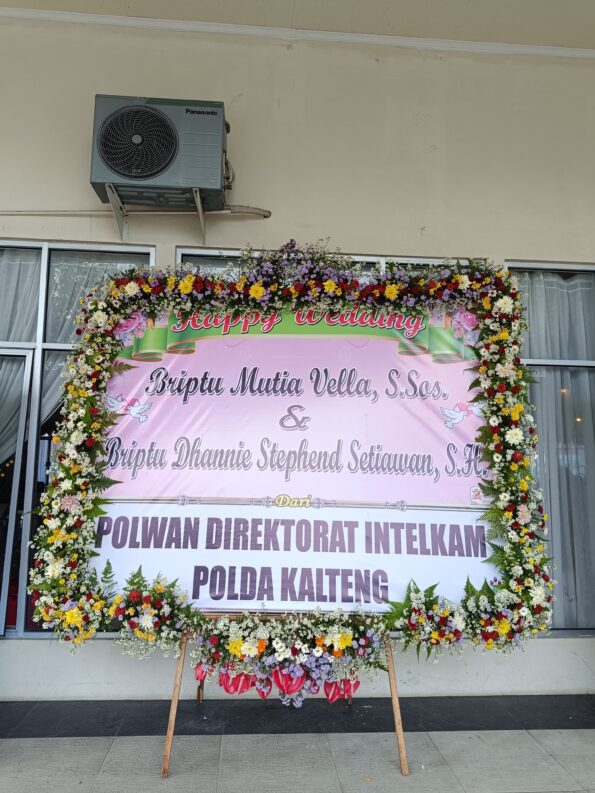 Panasonic
Happy Wedding
Briptu Mutia Vella, S.Sos.
&
Briptu Dhannie Stephend Setiawan, S.H.
Dari
POLWAN DIREKTORAT INTELKAM
POLDA KALTENG